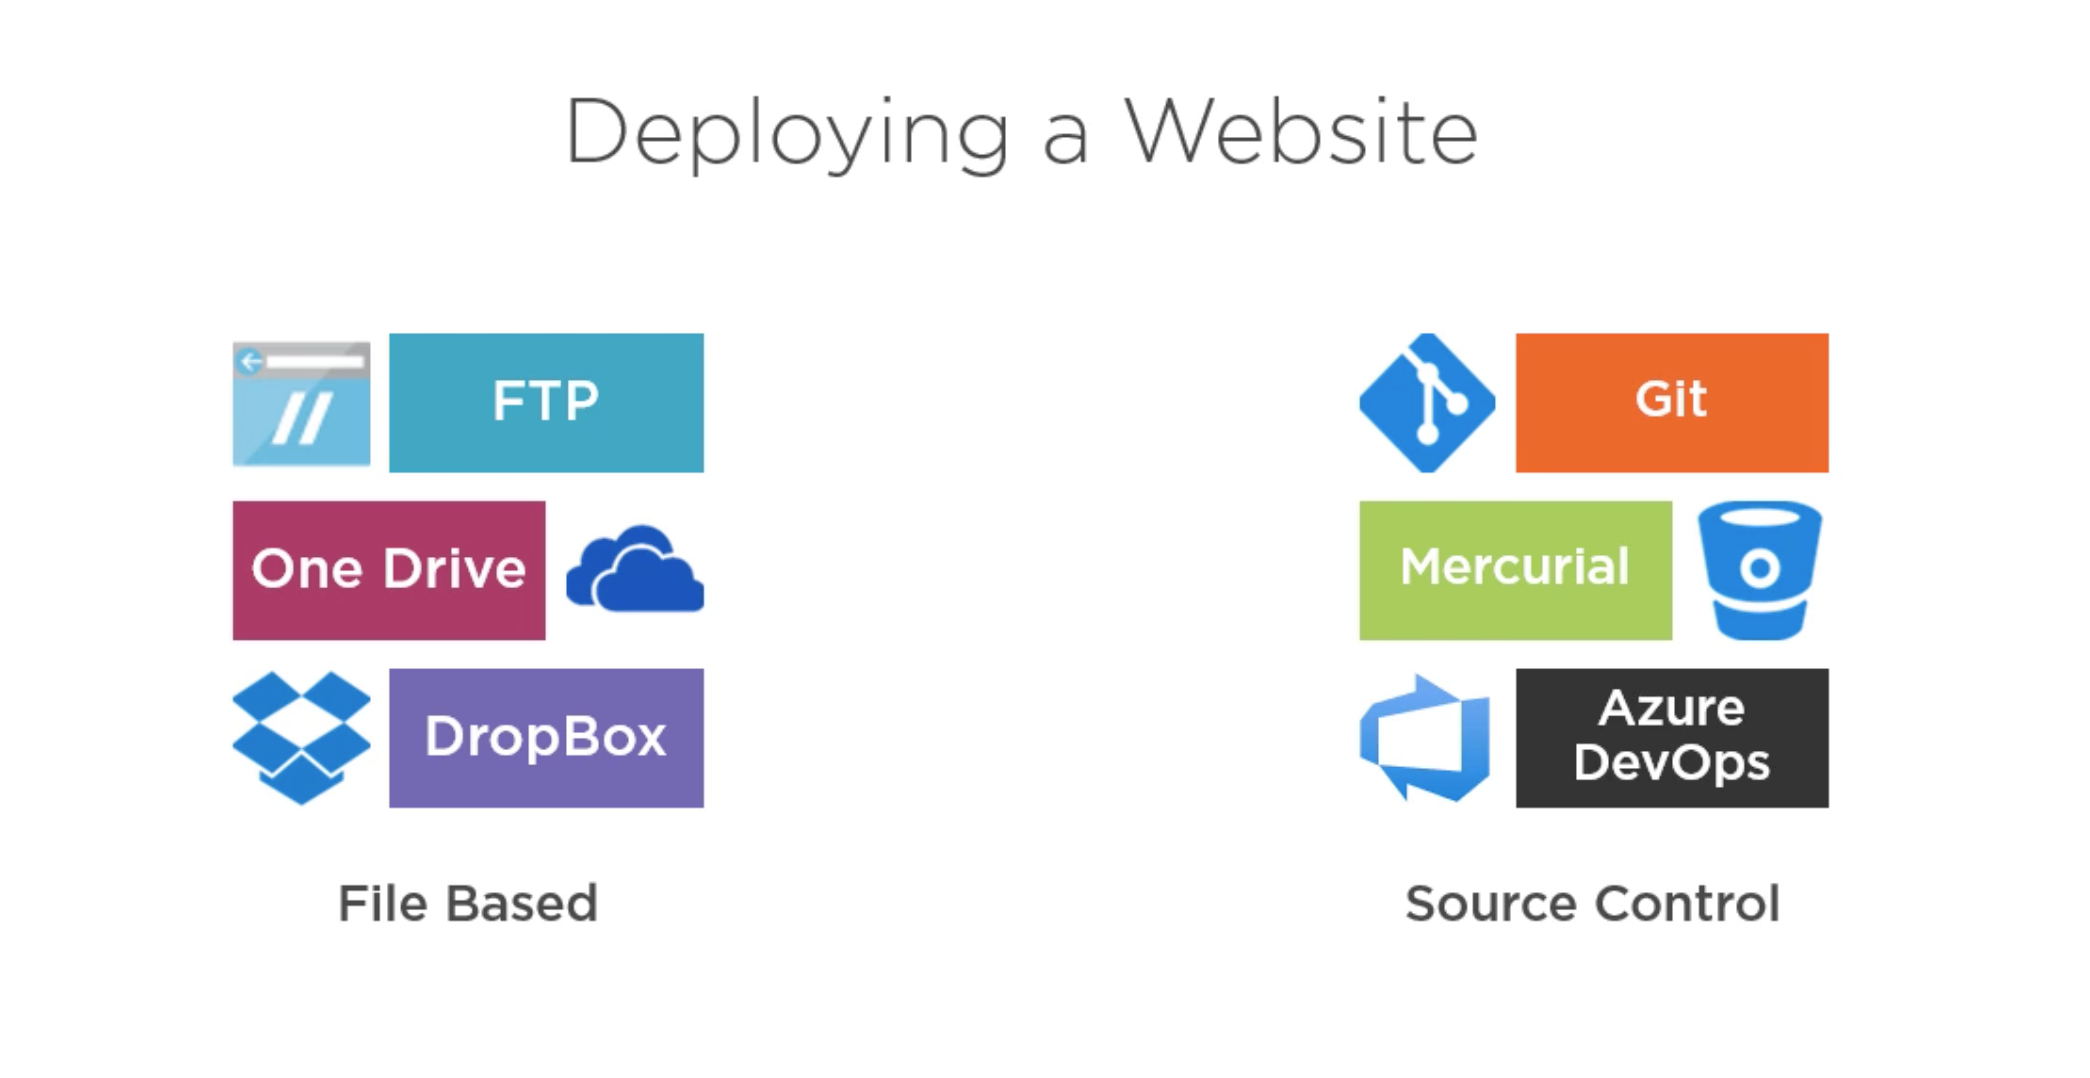 Deploying a Website
FTP
One Drive
DropBox
File Based
Git
Mercurial
Azure
DevOps
Source Control